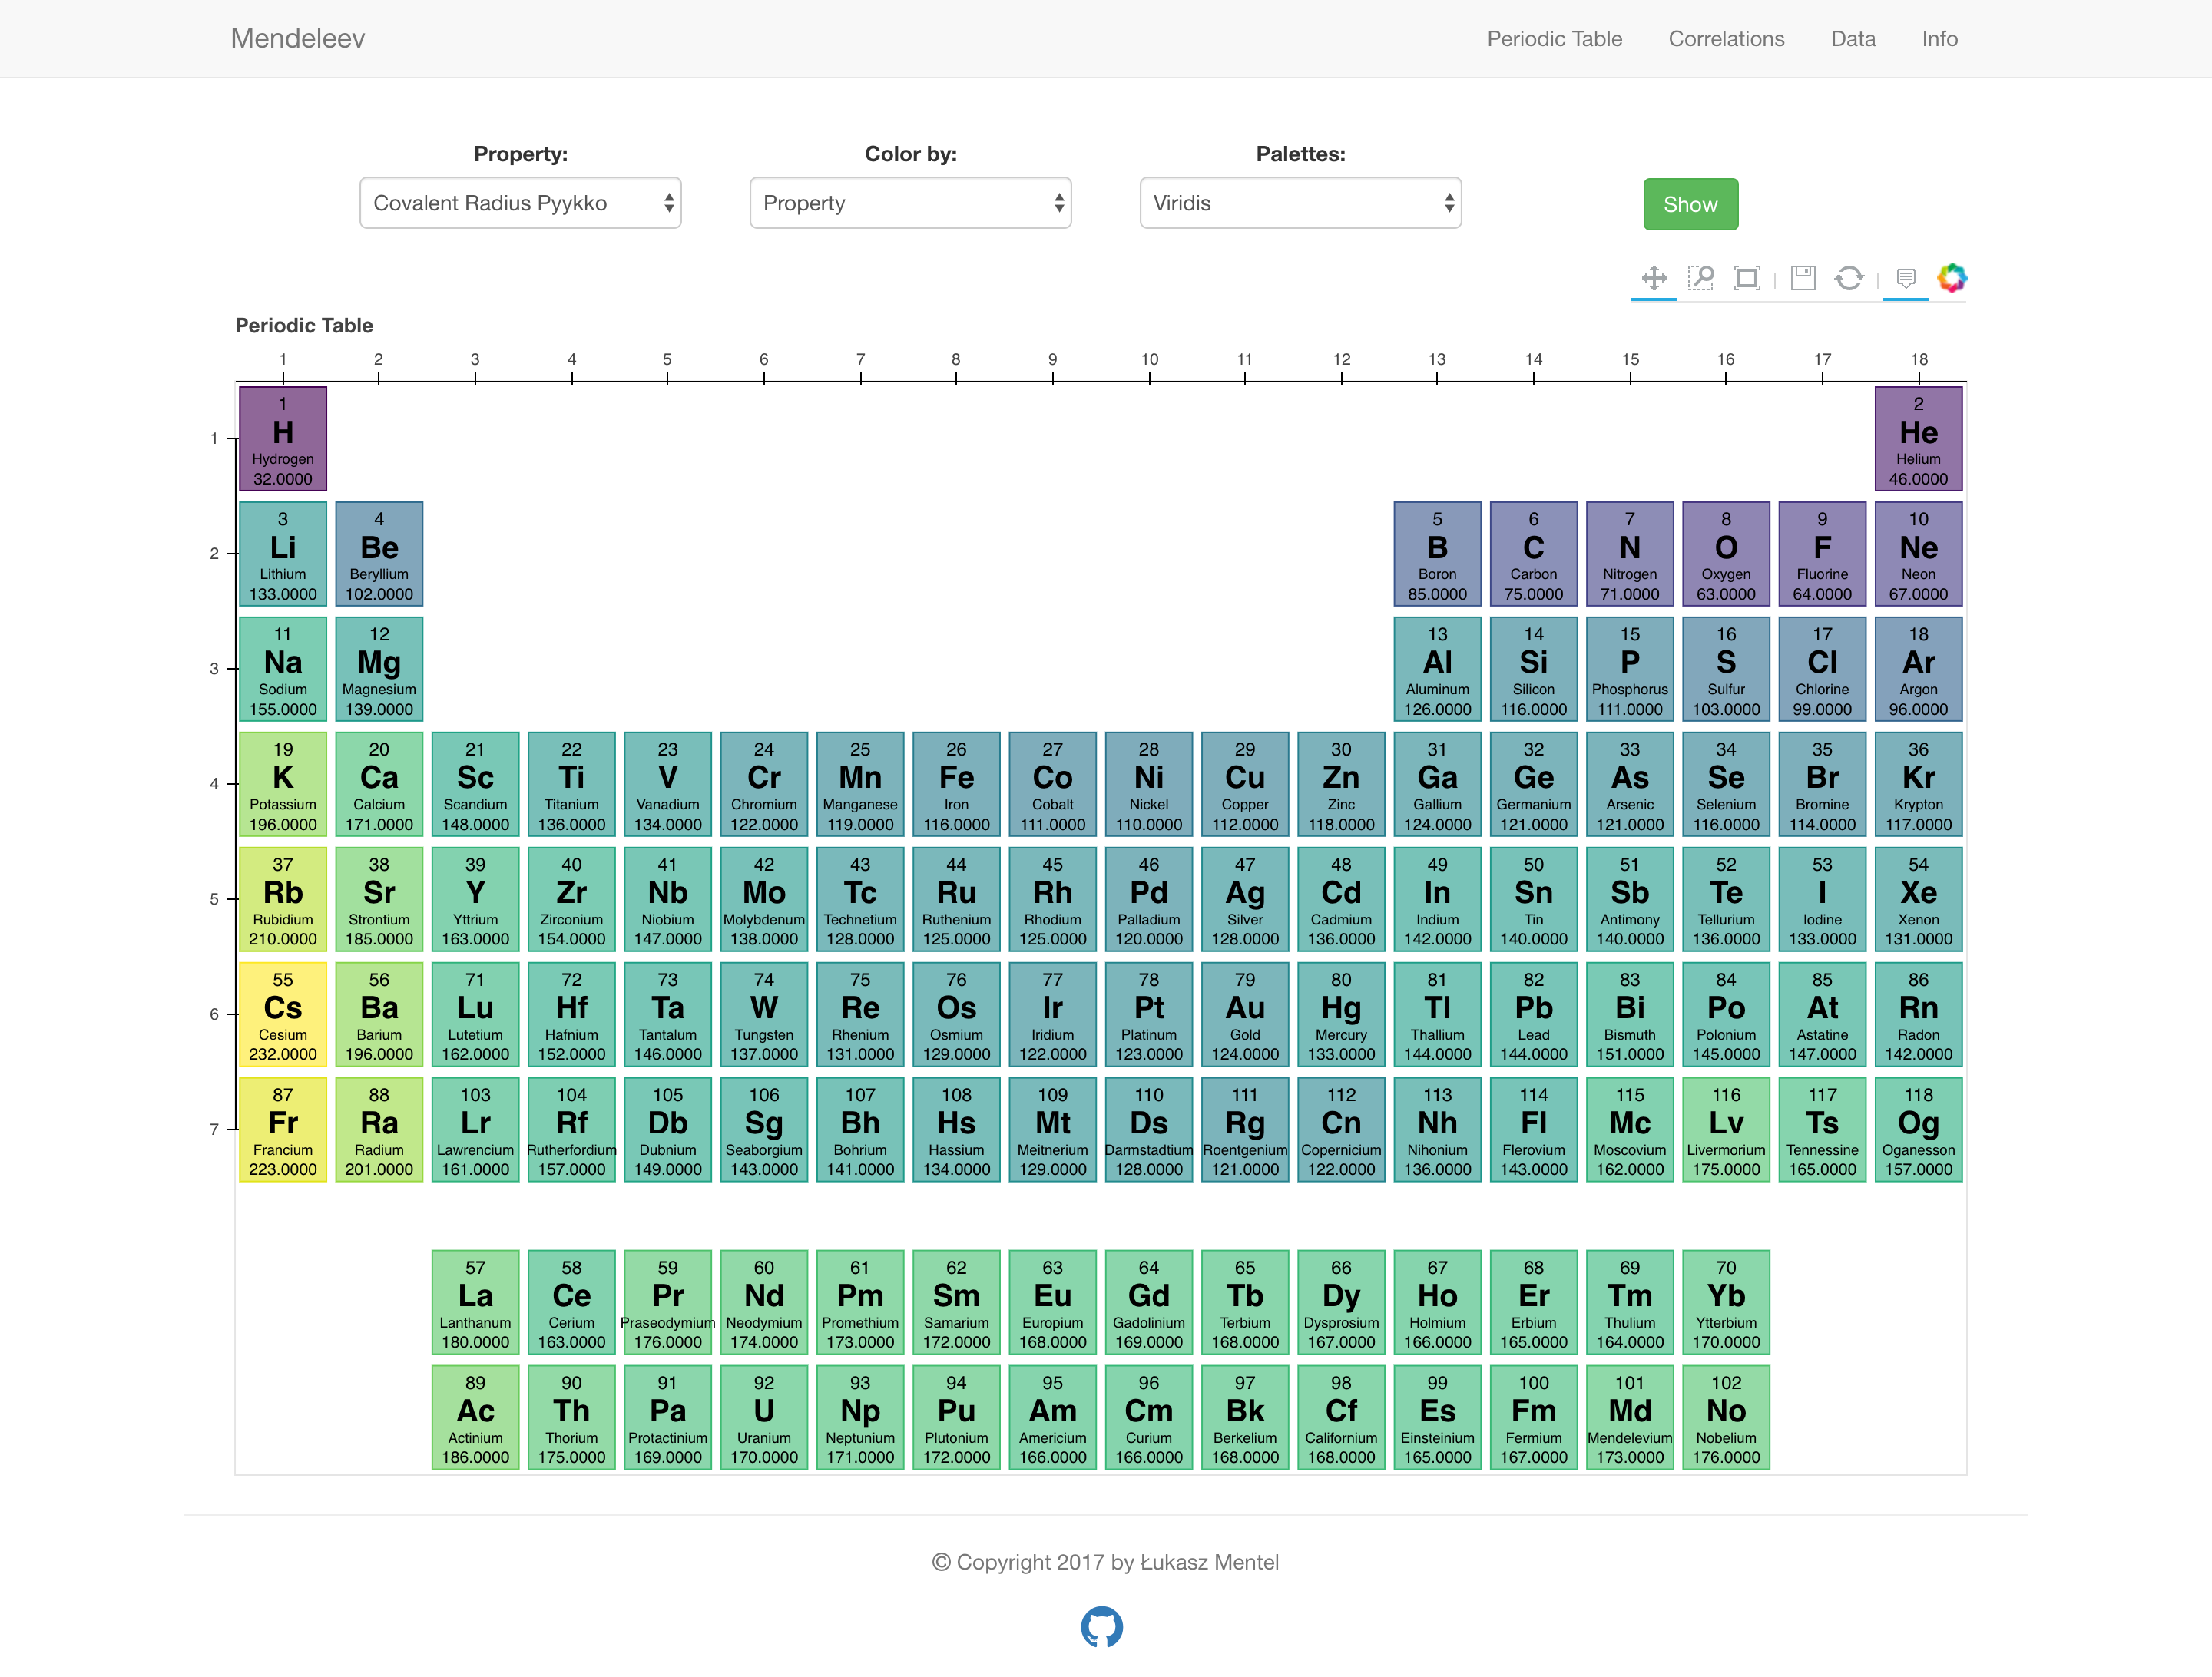 Mendeleev Periodic Table Correlations Data Info
Property: Color by: Palettes:
Covalent Radius Pyykko Property Viridis Show
Periodic Table
1 2 3 4 5 6 7 8 9 10 11 12 13 14 15 16 17 18
1 2
1 H He
Hydrogen Helium
32.0000 46.0000
3 4 5 6 7 8 9 10
2 Li Be B C N O F Ne
Lithium Beryllium Boron Carbon Nitrogen Oxygen Fluorine Neon
133.0000 102.0000 85.0000 75.0000 71.0000 63.0000 64.0000 67.0000
11 12 13 14 15 16 17 18
3 Na Mg Al Si P S Cl Ar
Sodium Magnesium Aluminum Silicon Phosphorus Sulfur Chlorine Argon
155.0000 139.0000 126.0000 116.0000 111.0000 103.0000 99.0000 96.0000
19 20 21 22 23 24 25 26 27 28 29 30 31 32 33 34 35 36
4 K Ca Sc Ti V Cr Mn Fe Co Ni Cu Zn Ga Ge As Se Br Kr
Potassium Calcium Scandium Titanium Vanadium Chromium Manganese Iron Cobalt Nickel Copper Zinc Gallium Germanium Arsenic Selenium Bromine Krypton
196.0000 171.0000 148.0000 136.0000 134.0000 122.0000 119.0000 116.0000 111.0000 110.0000 112.0000 118.0000 124.0000 121.0000 121.0000 116.0000 114.0000 117.0000
37 38 39 40 41 42 43 44 45 46 47 48 49 50 51 52 53 54
5 Rb Sr Y Zr Nb Mo Tc Ru Rh Pd Ag Cd In Sn Sb Te I Xe
Rubidium Strontium Yttrium Zirconium Niobium Molybdenum Technetium Ruthenium Rhodium Palladium Silver Cadmium Indium Tin Antimony Tellurium Iodine Xenon
210.0000 185.0000 163.0000 154.0000 147.0000 138.0000 128.0000 125.0000 125.0000 120.0000 128.0000 136.0000 142.0000 140.0000 140.0000 136.0000 133.0000 131.0000
55 56 71 72 73 74 75 76 77 78 79 80 81 82 83 84 85 86
6 Cs Ba Lu Hf Ta W Re Os Ir Pt Au Hg Tl Pb Bi Po At Rn
Cesium Barium Lutetium Hafnium Tantalum Tungsten Rhenium Osmium Iridium Platinum Gold Mercury Thallium Lead Bismuth Polonium Astatine Radon
232.0000 196.0000 162.0000 152.0000 146.0000 137.0000 131.0000 129.0000 122.0000 123.0000 124.0000 133.0000 144.0000 144.0000 151.0000 145.0000 147.0000 142.0000
87 88 103 104 105 106 107 108 109 110 111 112 113 114 115 116 117 118
7 Fr Ra Lr Rf Db Sg Bh Hs Mt Ds Rg Cn Nh Fl Mc Lv Ts Og
Francium Radium Lawrencium Rutherfordium Dubnium Seaborgium Bohrium Hassium Meitnerium Darmstadtium Roentgenium Copernicium Nihonium Flerovium Moscovium Livermorium Tennessine Oganesson
223.0000 201.0000 161.0000 157.0000 149.0000 143.0000 141.0000 134.0000 129.0000 128.0000 121.0000 122.0000 136.0000 143.0000 162.0000 175.0000 165.0000 157.0000
57 58 59 60 61 62 63 64 65 66 67 68 69 70
La Ce Pr Nd Pm Sm Eu Gd Tb Dy Ho Er Tm Yb
Lanthanum Cerium Praseodymium Neodymium Promethium Samarium Europium Gadolinium Terbium Dysprosium Holmium Erbium Thulium Ytterbium
180.0000 163.0000 176.0000 174.0000 173.0000 172.0000 168.0000 169.0000 168.0000 167.0000 166.0000 165.0000 164.0000 170.0000
89 90 91 92 93 94 95 96 97 98 99 100 101 102
Ac Th Pa U Np Pu Am Cm Bk Cf Es Fm Md No
Actinium Thorium Protactinium Uranium Neptunium Plutonium Americium Curium Berkelium Californium Einsteinium Fermium Mendelevium Nobelium
186.0000 175.0000 169.0000 170.0000 171.0000 172.0000 166.0000 166.0000 168.0000 168.0000 165.0000 167.0000 173.0000 176.0000
© Copyright 2017 by Łukasz Mentel